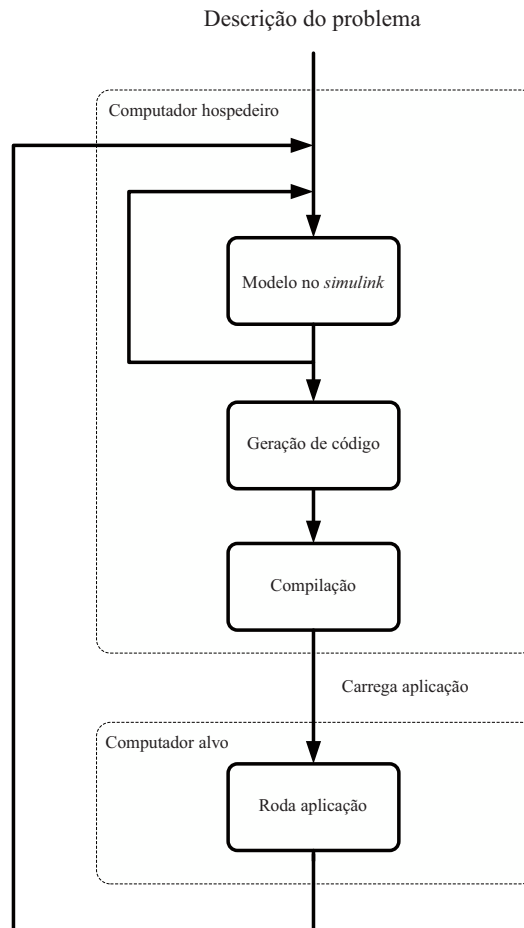 Descrição do problema
Computador hospedeiro
Modelo no simulink
Geração de código
Compilação
Carrega aplicação
Computador alvo
Roda aplicação